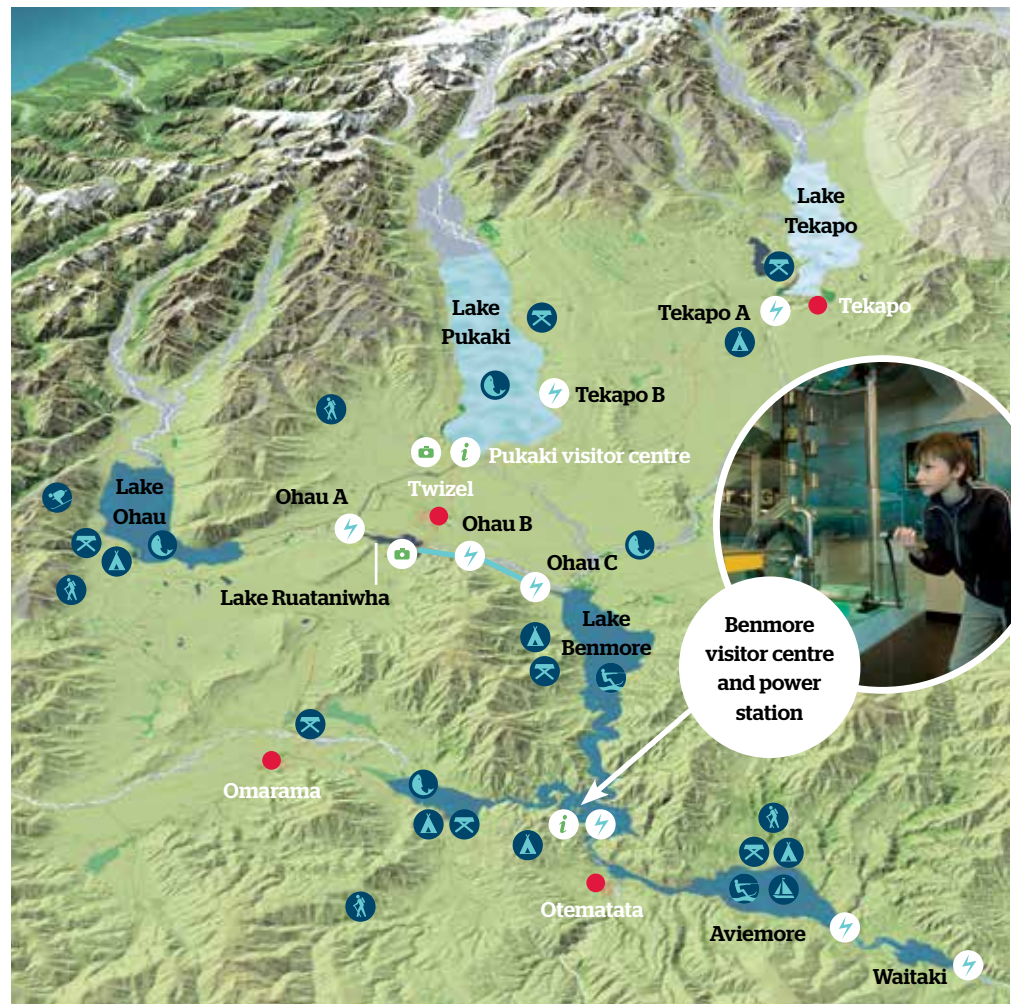 Lake
Tekapo
Tekapo A
Tekapo
Lake
Pukaki
Tekapo B
Pukaki visitor centre
Twizel
Lake
Ohau
Ohau A
Ohau B
Ohau C
Lake Ruataniwha
Lake
Benmore
Benmore
visitor centre
and power
station
Omarama
Otematata
Aviemore
Waitaki